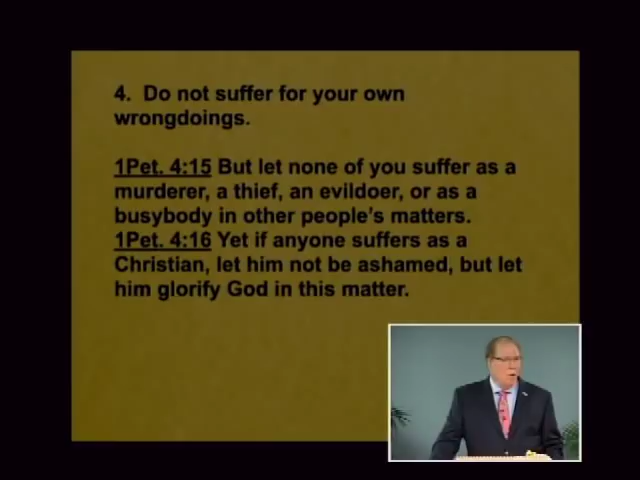 4. Do not suffer for your own
wrongdoings.
1Pet. 4:15 But let none of you suffer as a
murderer, a thief, an evildoer, or as a
busybody in other people's matters.
1Pet. 4:16 Yet if anyone suffers as a
Christian, let him not be ashamed, but let
him glorify God in this matter.